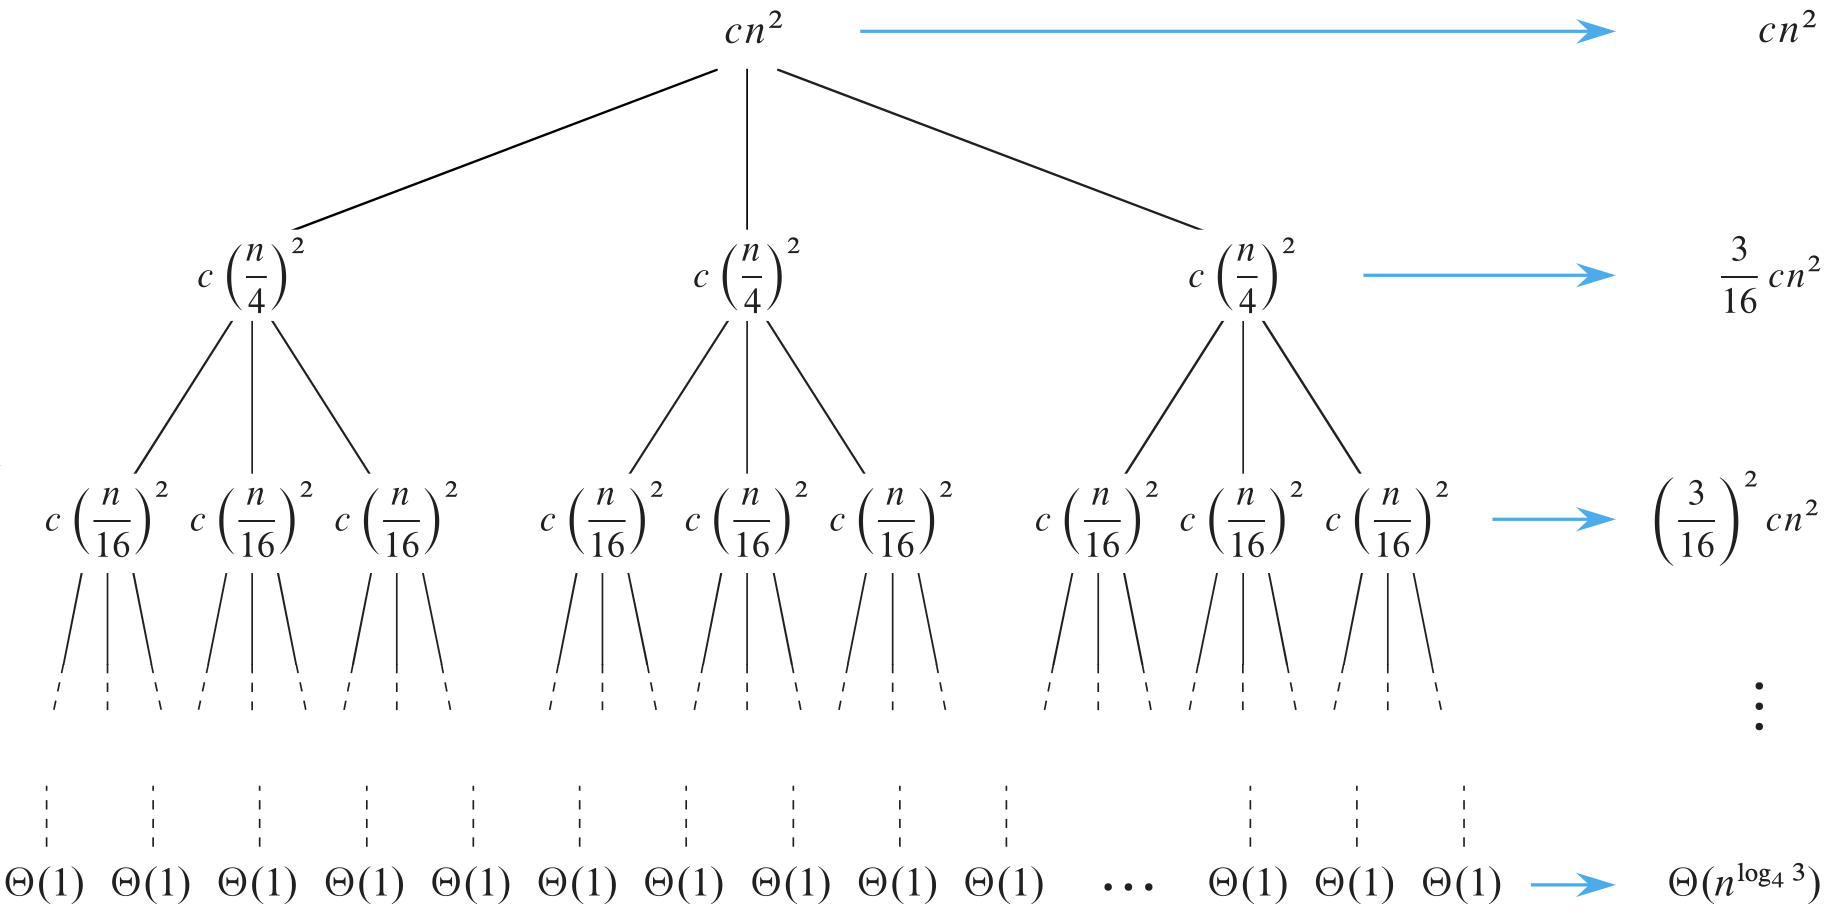 cn² cn²
c (n/4)² c (n/4)² c (n/4)² 3/16 cn²
c (n/16)² c (n/16)² c (n/16)² c (n/16)² c (n/16)² c (n/16)² c (n/16)² c (n/16)² c (n/16)² (3/16)² cn²
⋮
Θ(1) Θ(1) Θ(1) Θ(1) Θ(1) Θ(1) Θ(1) Θ(1) Θ(1) Θ(1) … Θ(1) Θ(1) Θ(1) Θ(n^{log₄ 3})